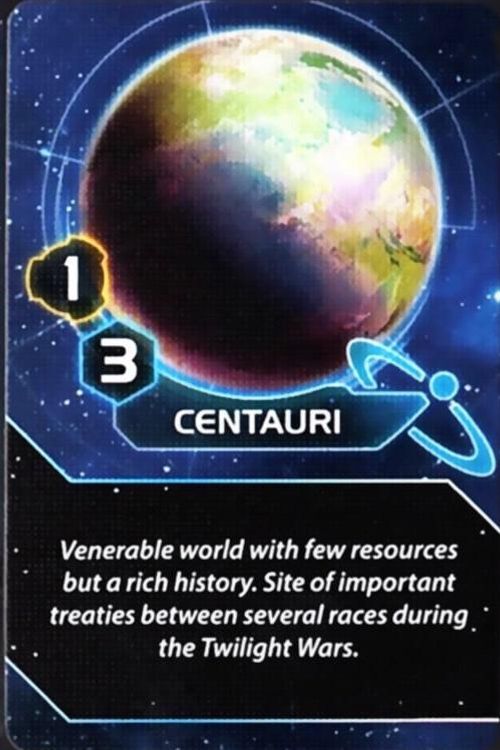 1
3
CENTAURI
Venerable world with few resources
but a rich history. Site of important
treaties between several races during
the Twilight Wars.